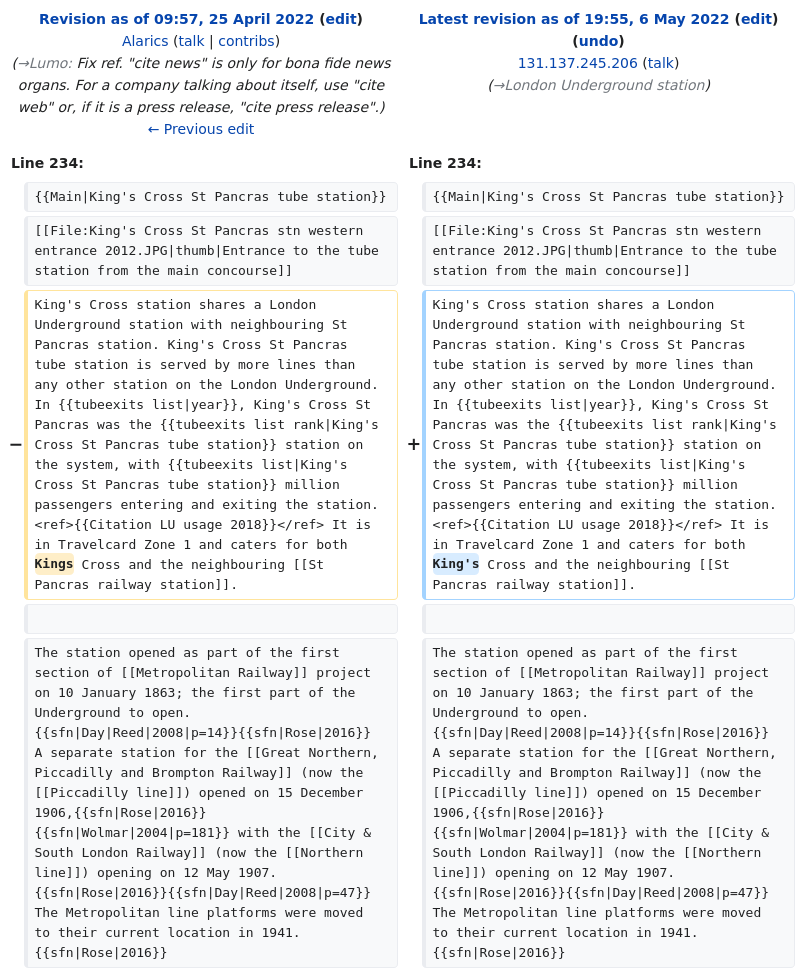 Revision as of 09:57, 25 April 2022 (edit)
Alarics (talk | contribs)
(→Lumo: Fix ref. "cite news" is only for bona fide news
organs. For a company talking about itself, use "cite
web" or, if it is a press release, "cite press release".)
← Previous edit
Latest revision as of 19:55, 6 May 2022 (edit)
(undo)
131.137.245.206 (talk)
(→London Underground station)
Line 234:
{{Main|King's Cross St Pancras tube station}}
[[File:King's Cross St Pancras stn western
entrance 2012.JPG|thumb|Entrance to the tube
station from the main concourse]]
− King's Cross station shares a London
Underground station with neighbouring St
Pancras station. King's Cross St Pancras
tube station is served by more lines than
any other station on the London Underground.
In {{tubeexits list|year}}, King's Cross St
Pancras was the {{tubeexits list rank|King's
Cross St Pancras tube station}} station on
the system, with {{tubeexits list|King's
Cross St Pancras tube station}} million
passengers entering and exiting the station.
<ref>{{Citation LU usage 2018}}</ref> It is
in Travelcard Zone 1 and caters for both
Kings Cross and the neighbouring [[St
Pancras railway station]].
The station opened as part of the first
section of [[Metropolitan Railway]] project
on 10 January 1863; the first part of the
Underground to open.
{{sfn|Day|Reed|2008|p=14}}{{sfn|Rose|2016}}
A separate station for the [[Great Northern,
Piccadilly and Brompton Railway]] (now the
[[Piccadilly line]]) opened on 15 December
1906,{{sfn|Rose|2016}}
{{sfn|Wolmar|2004|p=181}} with the [[City &
South London Railway]] (now the [[Northern
line]]) opening on 12 May 1907.
{{sfn|Rose|2016}}{{sfn|Day|Reed|2008|p=47}}
The Metropolitan line platforms were moved
to their current location in 1941.
{{sfn|Rose|2016}}
Line 234:
{{Main|King's Cross St Pancras tube station}}
[[File:King's Cross St Pancras stn western
entrance 2012.JPG|thumb|Entrance to the tube
station from the main concourse]]
+ King's Cross station shares a London
Underground station with neighbouring St
Pancras station. King's Cross St Pancras
tube station is served by more lines than
any other station on the London Underground.
In {{tubeexits list|year}}, King's Cross St
Pancras was the {{tubeexits list rank|King's
Cross St Pancras tube station}} station on
the system, with {{tubeexits list|King's
Cross St Pancras tube station}} million
passengers entering and exiting the station.
<ref>{{Citation LU usage 2018}}</ref> It is
in Travelcard Zone 1 and caters for both
King's Cross and the neighbouring [[St
Pancras railway station]].
The station opened as part of the first
section of [[Metropolitan Railway]] project
on 10 January 1863; the first part of the
Underground to open.
{{sfn|Day|Reed|2008|p=14}}{{sfn|Rose|2016}}
A separate station for the [[Great Northern,
Piccadilly and Brompton Railway]] (now the
[[Piccadilly line]]) opened on 15 December
1906,{{sfn|Rose|2016}}
{{sfn|Wolmar|2004|p=181}} with the [[City &
South London Railway]] (now the [[Northern
line]]) opening on 12 May 1907.
{{sfn|Rose|2016}}{{sfn|Day|Reed|2008|p=47}}
The Metropolitan line platforms were moved
to their current location in 1941.
{{sfn|Rose|2016}}